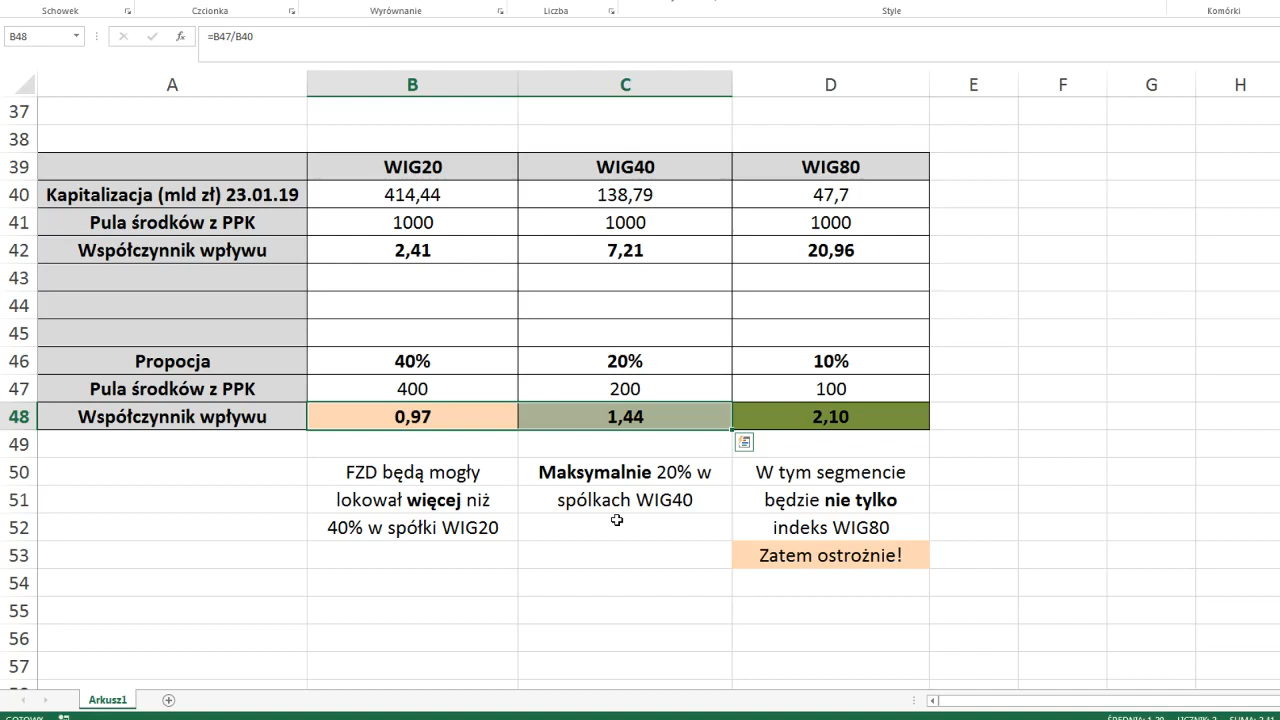 Schowek Czcionka Wyrównanie Liczba Style Komórki
B48 fx =B47/B40
A B C D E F G H
37
38
39 WIG20 WIG40 WIG80
40 Kapitalizacja (mld zł) 23.01.19 414,44 138,79 47,7
41 Pula środków z PPK 1000 1000 1000
42 Współczynnik wpływu 2,41 7,21 20,96
43
44
45
46 Propocja 40% 20% 10%
47 Pula środków z PPK 400 200 100
48 Współczynnik wpływu 0,97 1,44 2,10
49
50 FZD będą mogły Maksymalnie 20% w W tym segmencie
51 lokował więcej niż spólkach WIG40 będzie nie tylko
52 40% w spółki WIG20 indeks WIG80
53 Zatem ostrożnie!
54
55
56
57
Arkusz1